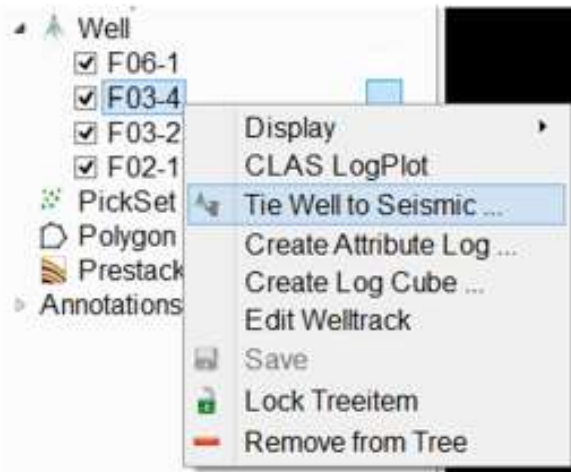 Well
F06-1
F03-4
F03-2
F02-1
PickSet
Polygon
Prestack
Annotations
Display
CLAS LogPlot
Tie Well to Seismic ...
Create Attribute Log ...
Create Log Cube ...
Edit Welltrack
Save
Lock Treeitem
Remove from Tree